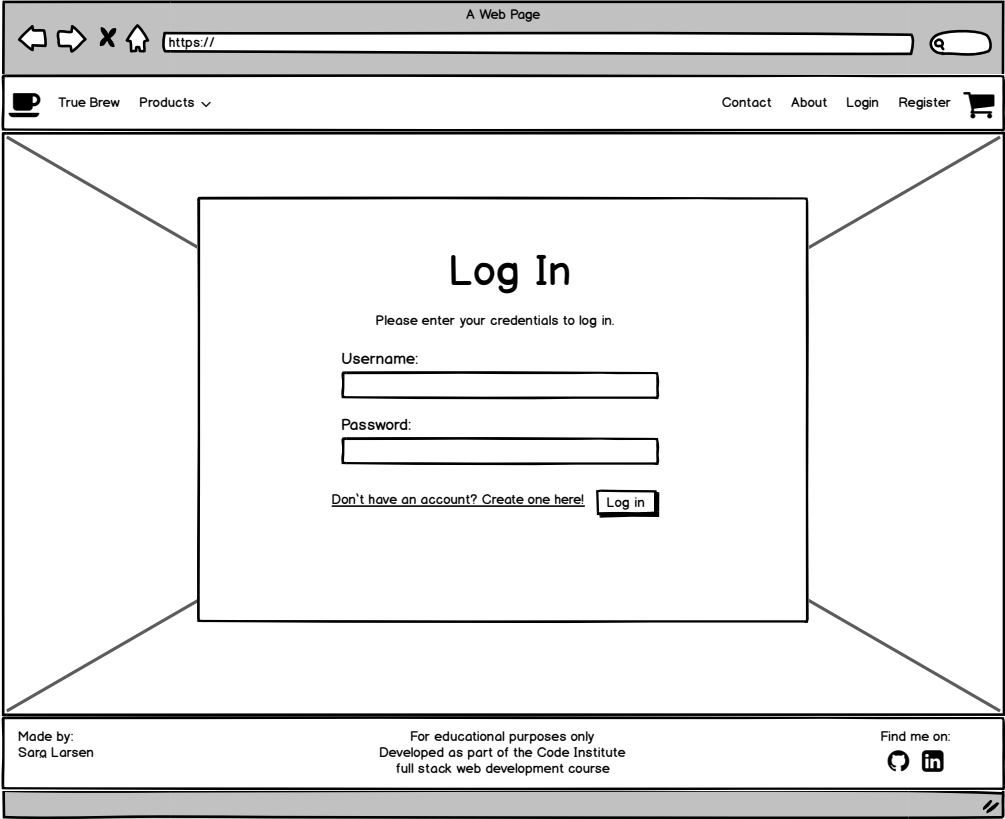 A Web Page
https://
True Brew Products Contact About Login Register
Log In
Please enter your credentials to log in.
Username:
Password:
Don't have an account? Create one here! Log in
Made by:
Sara Larsen
For educational purposes only
Developed as part of the Code Institute
full stack web development course
Find me on:
in